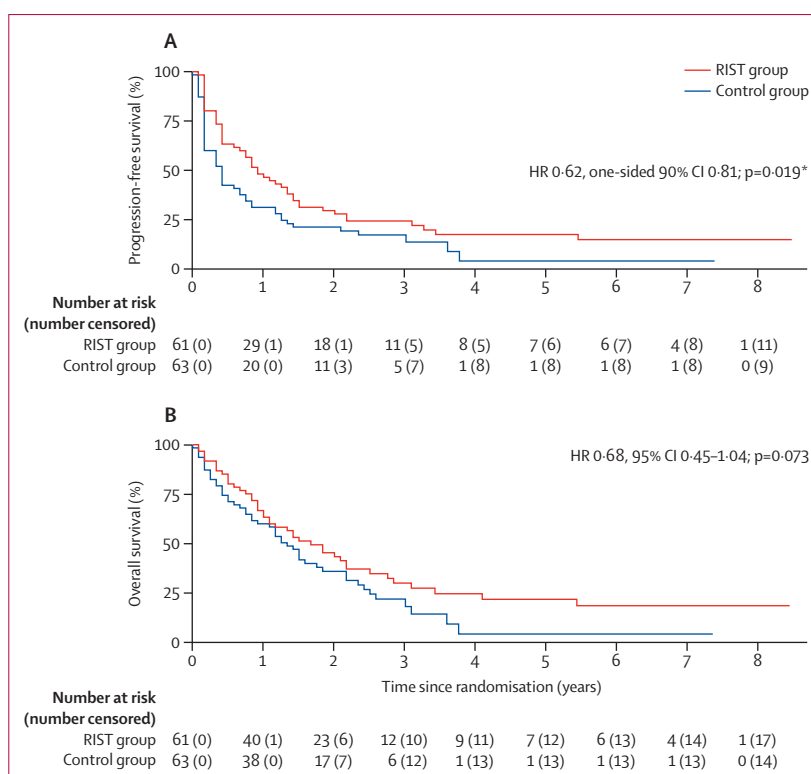 A
Progression-free survival (%)
100
75
50
25
0
RIST group
Control group
HR 0·62, one-sided 90% CI 0·81; p=0·019*
0 1 2 3 4 5 6 7 8
Number at risk
(number censored)
RIST group 61 (0) 29 (1) 18 (1) 11 (5) 8 (5) 7 (6) 6 (7) 4 (8) 1 (11)
Control group 63 (0) 20 (0) 11 (3) 5 (7) 1 (8) 1 (8) 1 (8) 1 (8) 0 (9)
B
Overall survival (%)
100
75
50
25
0
HR 0·68, 95% CI 0·45–1·04; p=0·073
0 1 2 3 4 5 6 7 8
Time since randomisation (years)
Number at risk
(number censored)
RIST group 61 (0) 40 (1) 23 (6) 12 (10) 9 (11) 7 (12) 6 (13) 4 (14) 1 (17)
Control group 63 (0) 38 (0) 17 (7) 6 (12) 1 (13) 1 (13) 1 (13) 1 (13) 0 (14)